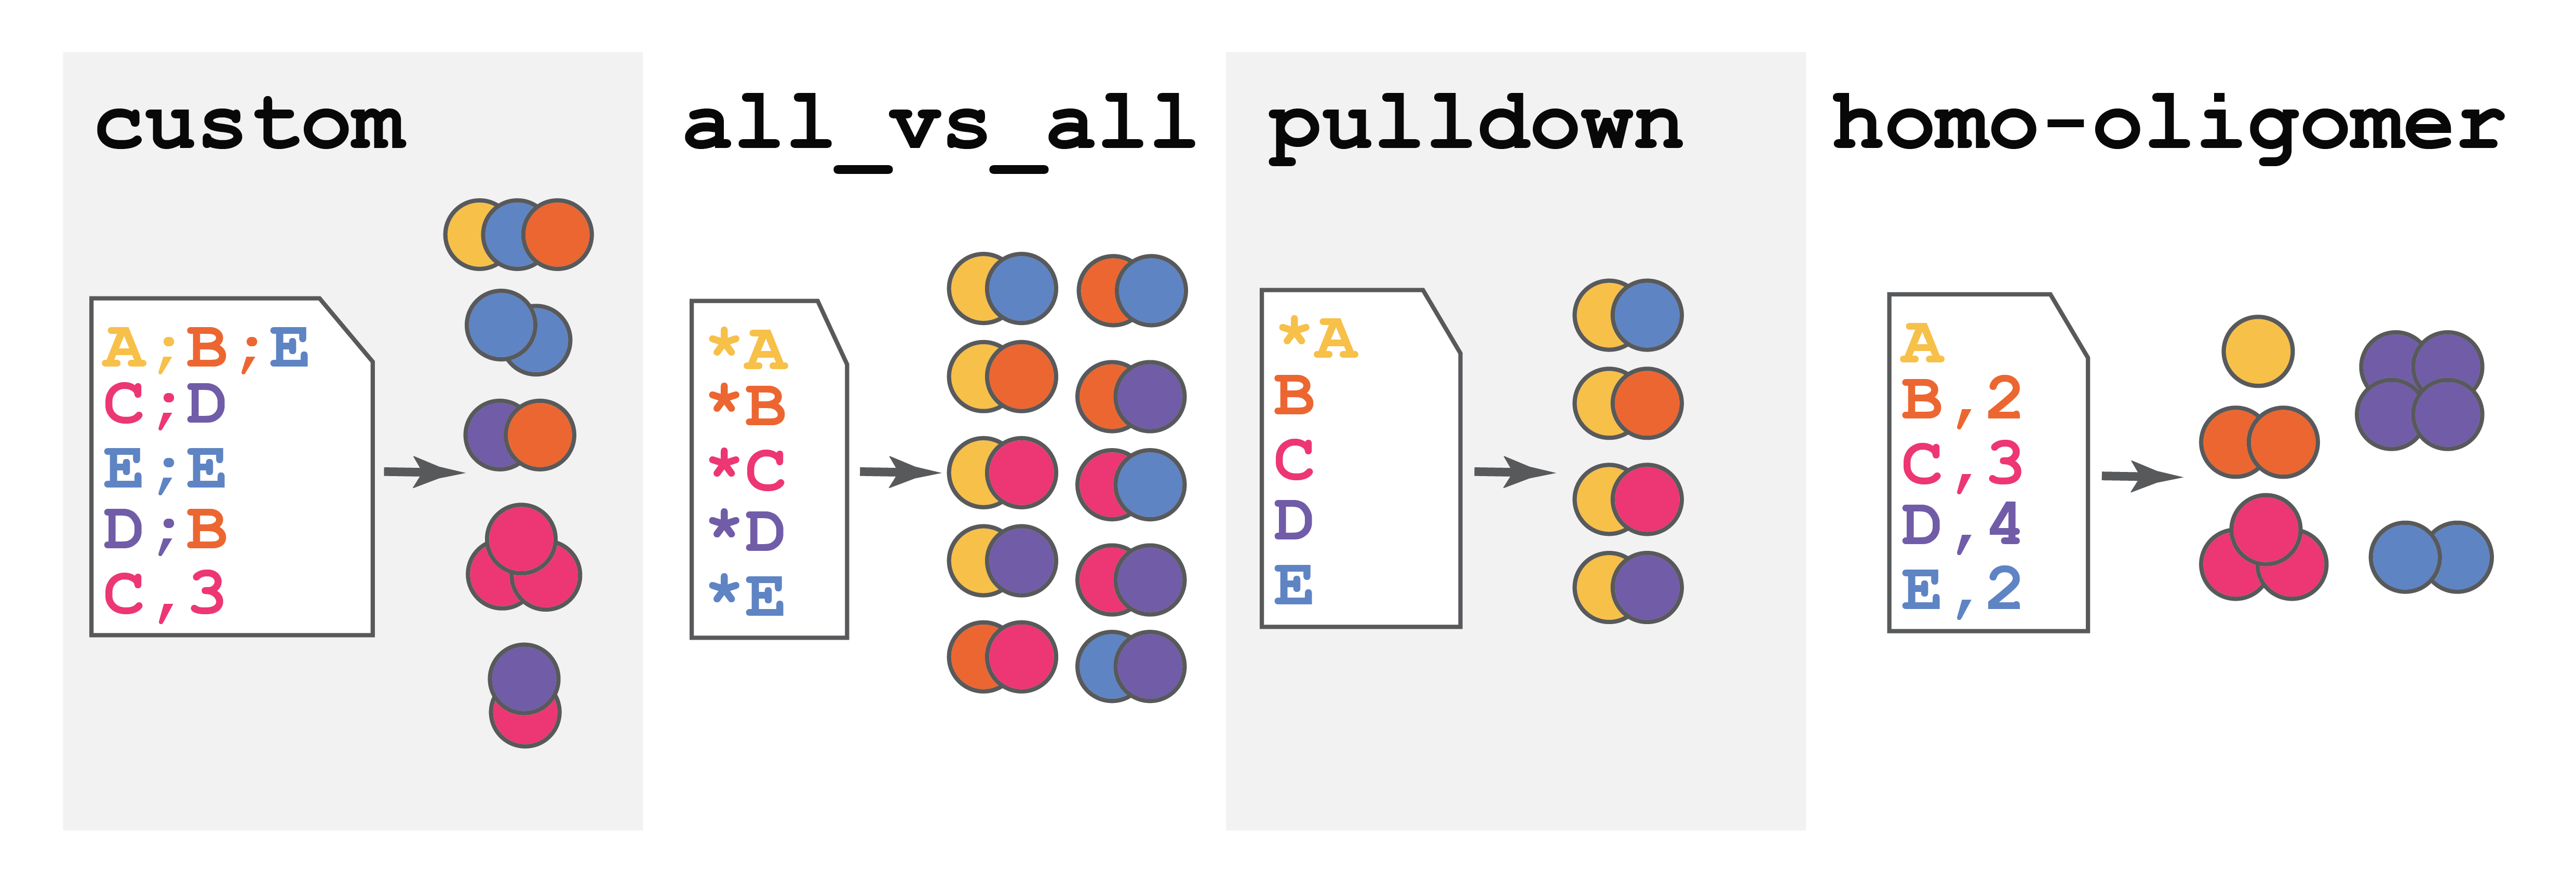 custom
A;B;E
C;D
E;E
D;B
C,3
all_vs_all
*A
*B
*C
*D
*E
pulldown
*A
B
C
D
E
homo-oligomer
A
B,2
C,3
D,4
E,2